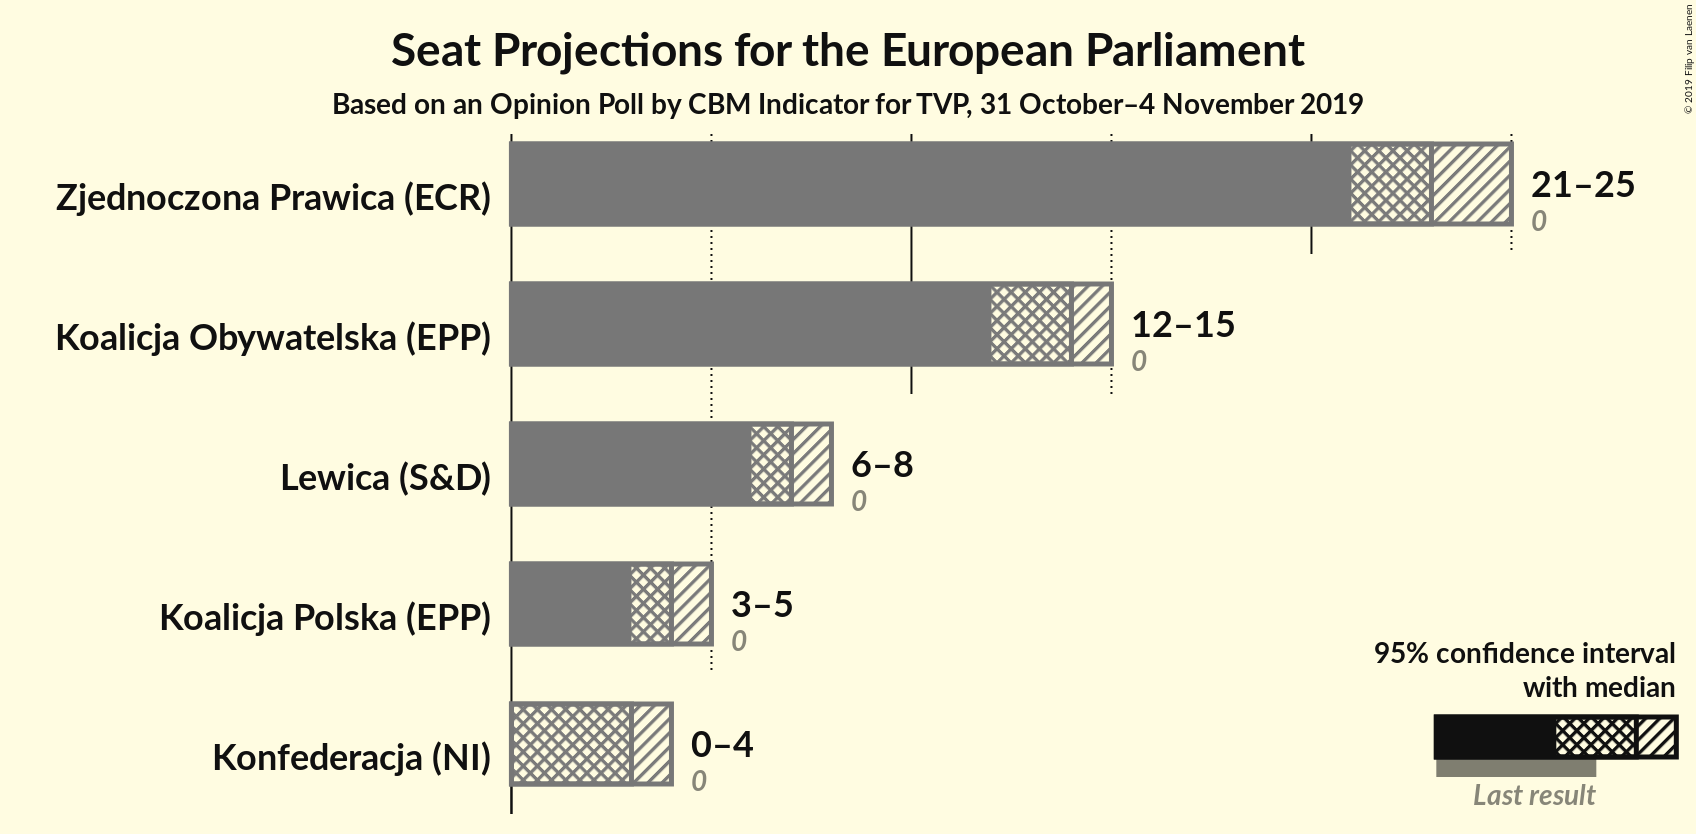 Seat Projections for the European Parliament
Based on an Opinion Poll by CBM Indicator for TVP, 31 October–4 November 2019
© 2019 Filip van Laenen
Zjednoczona Prawica (ECR)
21–25
0
Koalicja Obywatelska (EPP)
12–15
0
Lewica (S&D)
6–8
0
Koalicja Polska (EPP)
3–5
0
Konfederacja (NI)
0–4
0
95% confidence interval
with median
Last result